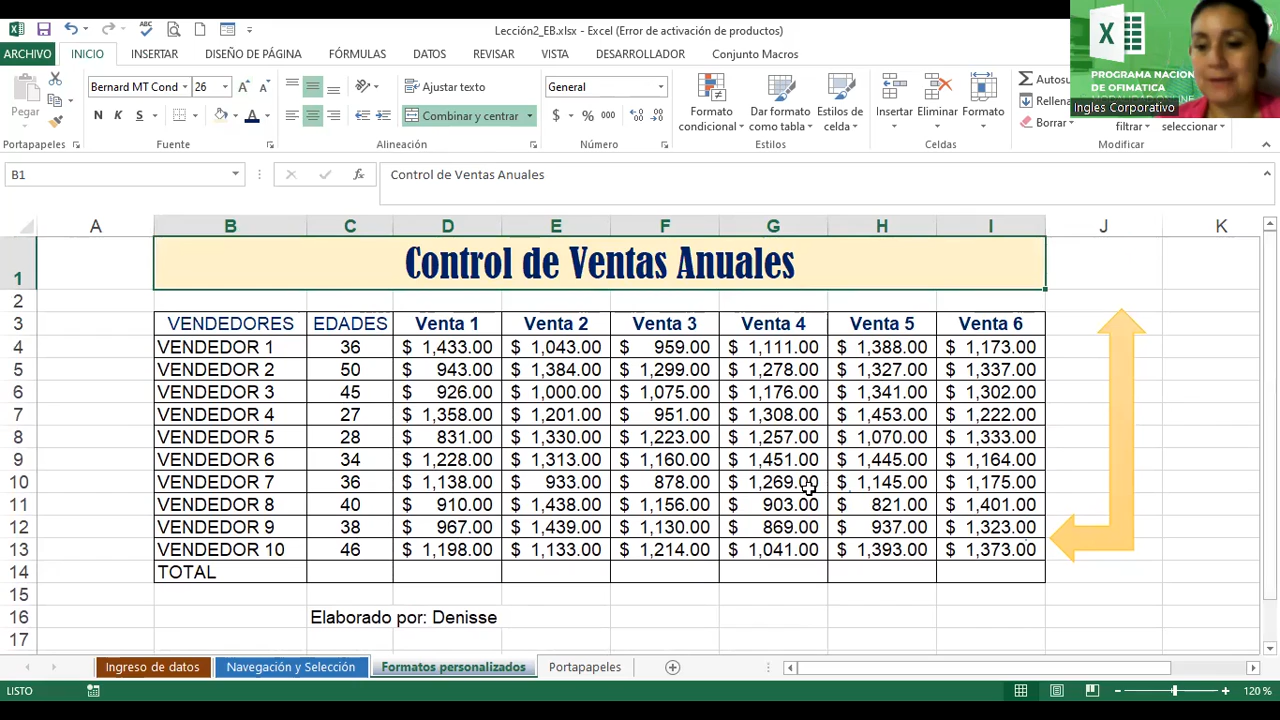 Lección2_EB.xlsx - Excel (Error de activación de productos)
ARCHIVO INICIO INSERTAR DISEÑO DE PÁGINA FÓRMULAS DATOS REVISAR VISTA DESARROLLADOR Conjunto Macros
PROGRAMA NACION
DE OFIMATICA
Ingles Corporativo
Pegar
Bernard MT Cond 26
N K S
Ajustar texto
Combinar y centrar
General
$ % 000
Formato condicional
Dar formato como tabla
Estilos de celda
Insertar Eliminar Formato
Autosu
Rellena
Borrar
filtrar
seleccionar
Portapapeles Fuente Alineación Número Estilos Celdas Modificar
B1 Control de Ventas Anuales
A B C D E F G H I J K
1 Control de Ventas Anuales
2
3 VENDEDORES EDADES Venta 1 Venta 2 Venta 3 Venta 4 Venta 5 Venta 6
4 VENDEDOR 1 36 $ 1,433.00 $ 1,043.00 $ 959.00 $ 1,111.00 $ 1,388.00 $ 1,173.00
5 VENDEDOR 2 50 $ 943.00 $ 1,384.00 $ 1,299.00 $ 1,278.00 $ 1,327.00 $ 1,337.00
6 VENDEDOR 3 45 $ 926.00 $ 1,000.00 $ 1,075.00 $ 1,176.00 $ 1,341.00 $ 1,302.00
7 VENDEDOR 4 27 $ 1,358.00 $ 1,201.00 $ 951.00 $ 1,308.00 $ 1,453.00 $ 1,222.00
8 VENDEDOR 5 28 $ 831.00 $ 1,330.00 $ 1,223.00 $ 1,257.00 $ 1,070.00 $ 1,333.00
9 VENDEDOR 6 34 $ 1,228.00 $ 1,313.00 $ 1,160.00 $ 1,451.00 $ 1,445.00 $ 1,164.00
10 VENDEDOR 7 36 $ 1,138.00 $ 933.00 $ 878.00 $ 1,269.00 $ 1,145.00 $ 1,175.00
11 VENDEDOR 8 40 $ 910.00 $ 1,438.00 $ 1,156.00 $ 903.00 $ 821.00 $ 1,401.00
12 VENDEDOR 9 38 $ 967.00 $ 1,439.00 $ 1,130.00 $ 869.00 $ 937.00 $ 1,323.00
13 VENDEDOR 10 46 $ 1,198.00 $ 1,133.00 $ 1,214.00 $ 1,041.00 $ 1,393.00 $ 1,373.00
14 TOTAL
15
16 Elaborado por: Denisse
17
Ingreso de datos Navegación y Selección Formatos personalizados Portapapeles
LISTO 120 %